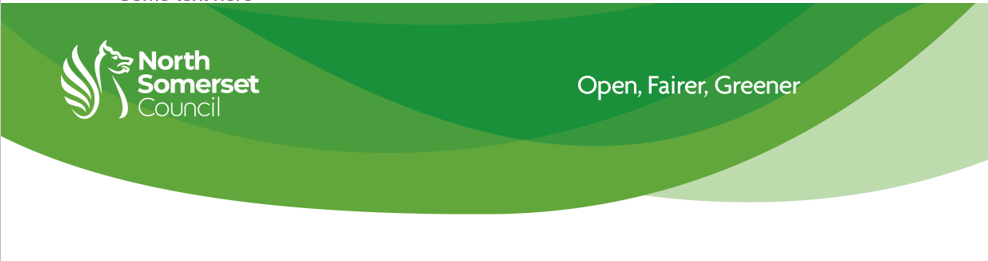 North
Somerset
Council
Open, Fairer, Greener